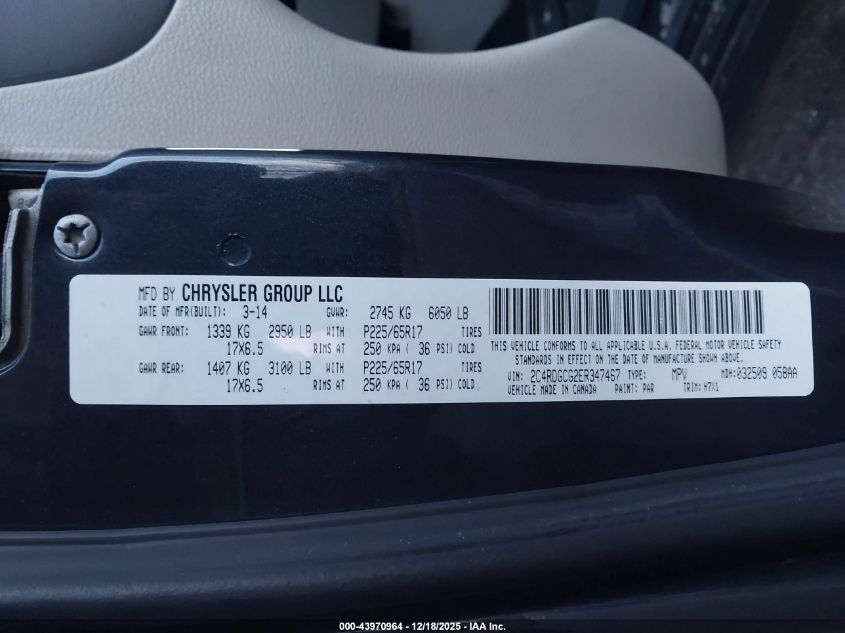 MFD BY CHRYSLER GROUP LLC
DATE OF MFR(BUILT): 3-14 GVWR: 2745 KG 6050 LB
GAWR FRONT: 1339 KG 2950 LB WITH P225/65R17 TIRES
17X6.5 RIMS AT 250 KPA ( 36 PSI) COLD
GAWR REAR: 1407 KG 3100 LB WITH P225/65R17 TIRES
17X6.5 RIMS AT 250 KPA ( 36 PSI) COLD
THIS VEHICLE CONFORMS TO ALL APPLICABLE U.S.A. FEDERAL MOTOR VEHICLE SAFETY
STANDARDS IN EFFECT ON THE DATE OF MANUFACTURE SHOWN ABOVE.
VIN: 2C4RDGCG2ER347467 TYPE: MPV MDH: 032509 05BAA
VEHICLE MADE IN CANADA PAINT: PAR TRIM: H7X1
000-43970964 - 12/18/2025 - IAA Inc.